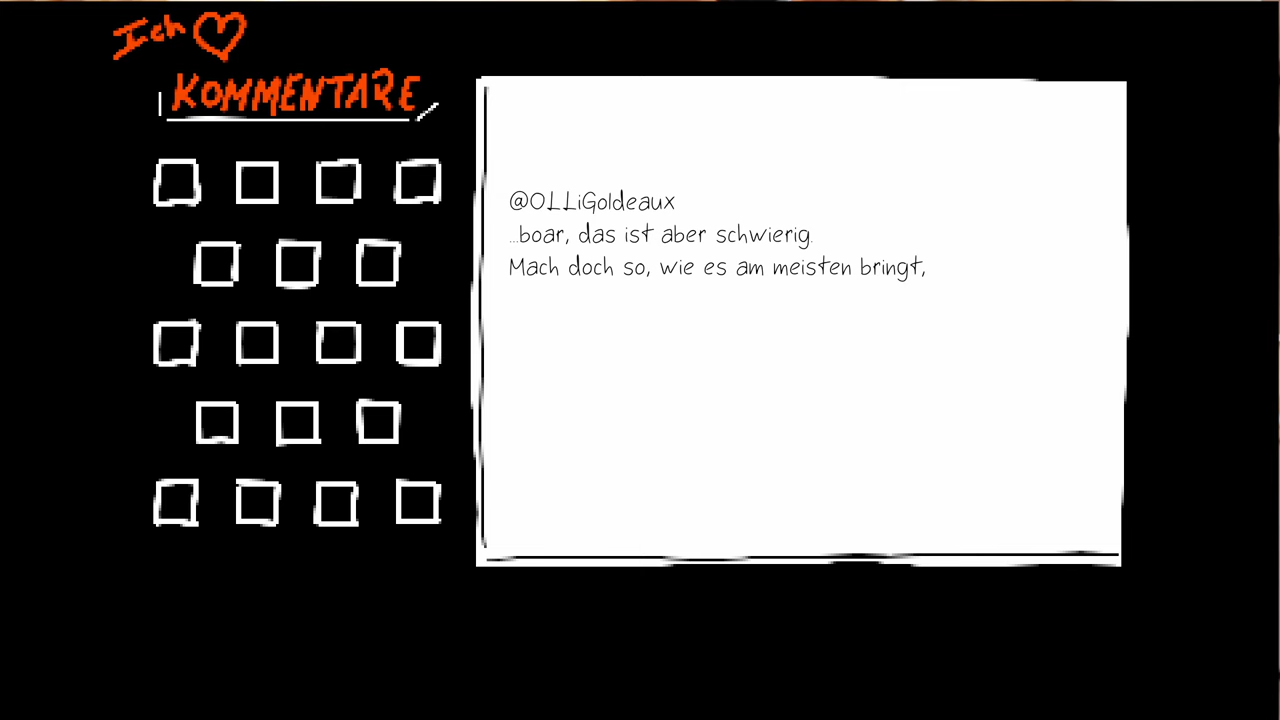 Ich
KOMMENTARE
@OLLiGoldeaux
...boar, das ist aber schwierig.
Mach doch so, wie es am meisten bringt,